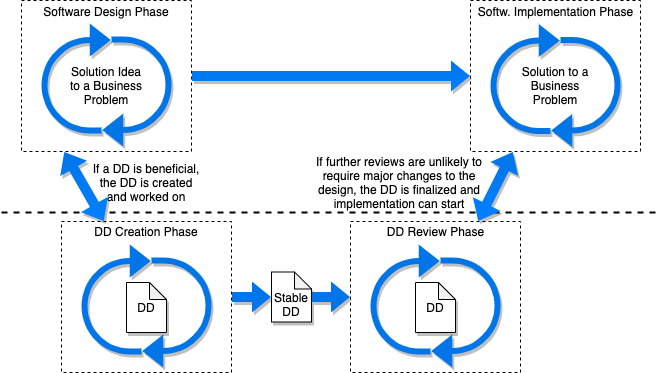 Software Design Phase
Solution Idea
to a Business
Problem
Softw. Implementation Phase
Solution to a
Business
Problem
If a DD is beneficial,
the DD is created
and worked on
If further reviews are unlikely to
require major changes to the
design, the DD is finalized and
implementation can start
DD Creation Phase
DD
Stable
DD
DD Review Phase
DD